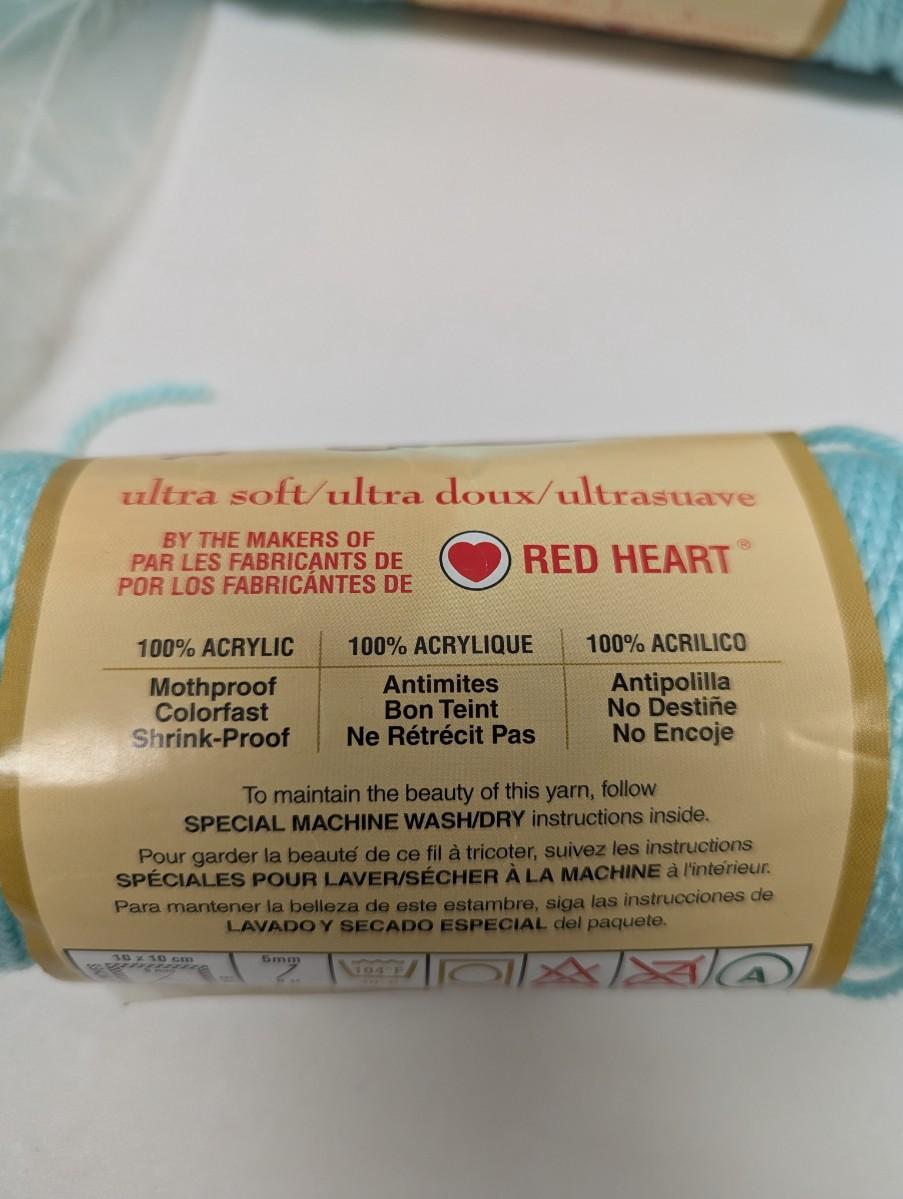 ultra soft/ultra doux/ultrasuave
BY THE MAKERS OF
PAR LES FABRICANTS DE
POR LOS FABRICÁNTES DE
RED HEART®
100% ACRYLIC
Mothproof
Colorfast
Shrink-Proof
100% ACRYLIQUE
Antimites
Bon Teint
Ne Rétrécit Pas
100% ACRILICO
Antipolilla
No Destiñe
No Encoje
To maintain the beauty of this yarn, follow
SPECIAL MACHINE WASH/DRY instructions inside.
Pour garder la beauté de ce fil à tricoter, suivez les instructions
SPÉCIALES POUR LAVER/SÉCHER À LA MACHINE à l'intérieur.
Para mantener la belleza de este estambre, siga las instrucciones de
LAVADO Y SECADO ESPECIAL del paquete.
10 x 10 cm
5mm
104°F
A